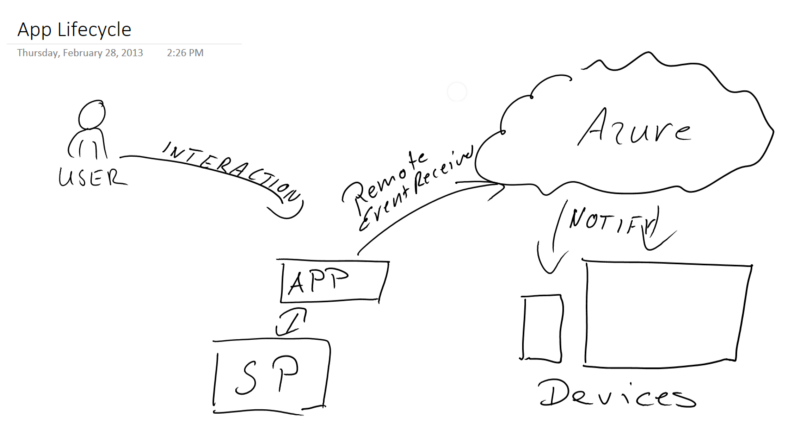 App Lifecycle
Thursday, February 28, 2013 2:26 PM
USER
INTERACTION
Remote
Event Receiver
Azure
NOTIFY
APP
SP
Devices